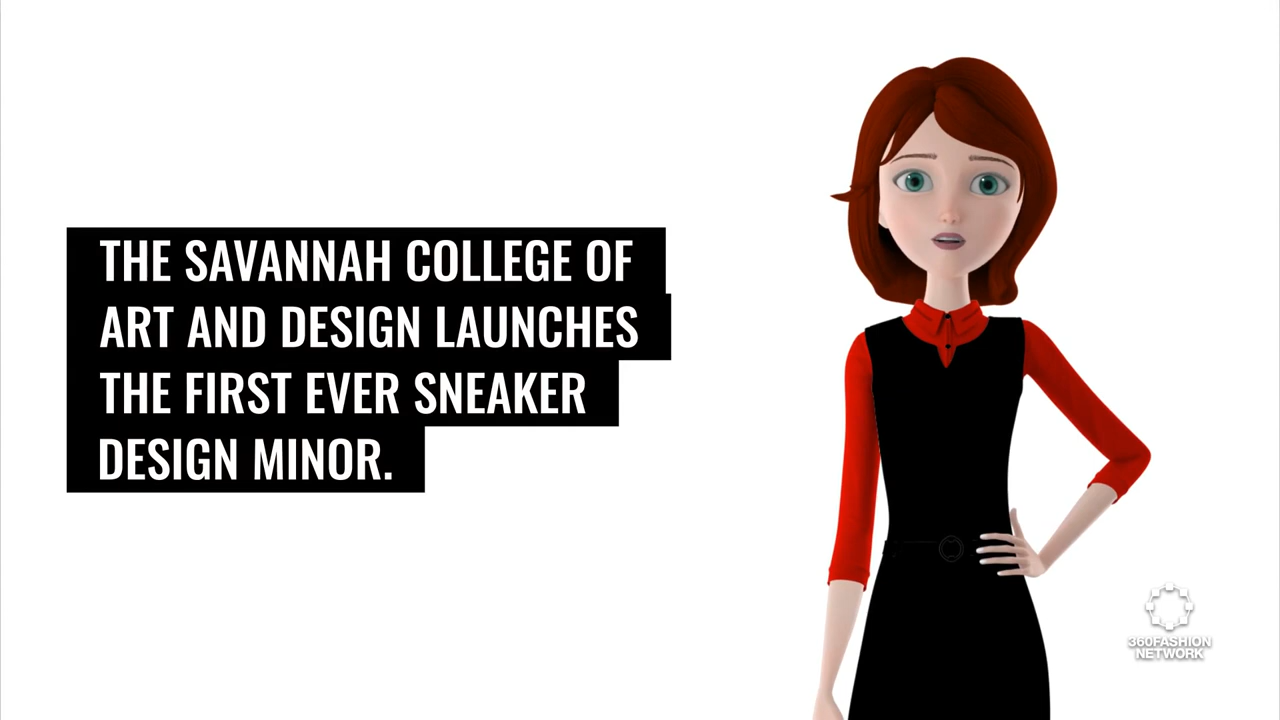 THE SAVANNAH COLLEGE OF
ART AND DESIGN LAUNCHES
THE FIRST EVER SNEAKER
DESIGN MINOR.
360FASHION
NETWORK